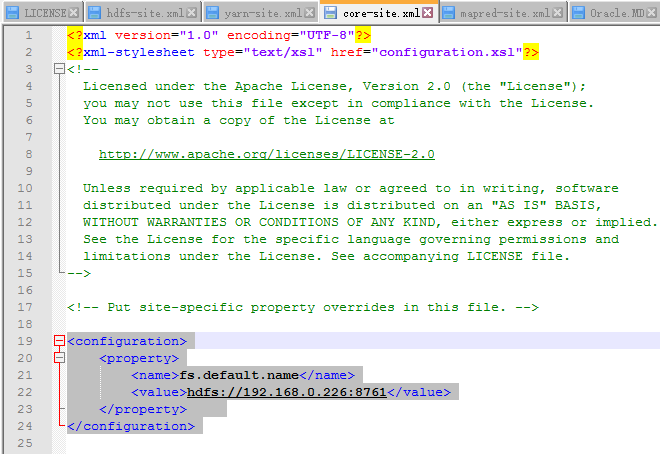 LICENSE hdfs-site.xml yarn-site.xml core-site.xml mapred-site.xml Oracle.MD
1 <?xml version="1.0" encoding="UTF-8"?>
2 <?xml-stylesheet type="text/xsl" href="configuration.xsl"?>
3 <!--
4 Licensed under the Apache License, Version 2.0 (the "License");
5 you may not use this file except in compliance with the License.
6 You may obtain a copy of the License at
7
8 http://www.apache.org/licenses/LICENSE-2.0
9
10 Unless required by applicable law or agreed to in writing, software
11 distributed under the License is distributed on an "AS IS" BASIS,
12 WITHOUT WARRANTIES OR CONDITIONS OF ANY KIND, either express or implied.
13 See the License for the specific language governing permissions and
14 limitations under the License. See accompanying LICENSE file.
15 -->
16
17 <!-- Put site-specific property overrides in this file. -->
18
19 <configuration>
20 <property>
21 <name>fs.default.name</name>
22 <value>hdfs://192.168.0.226:8761</value>
23 </property>
24 </configuration>
25